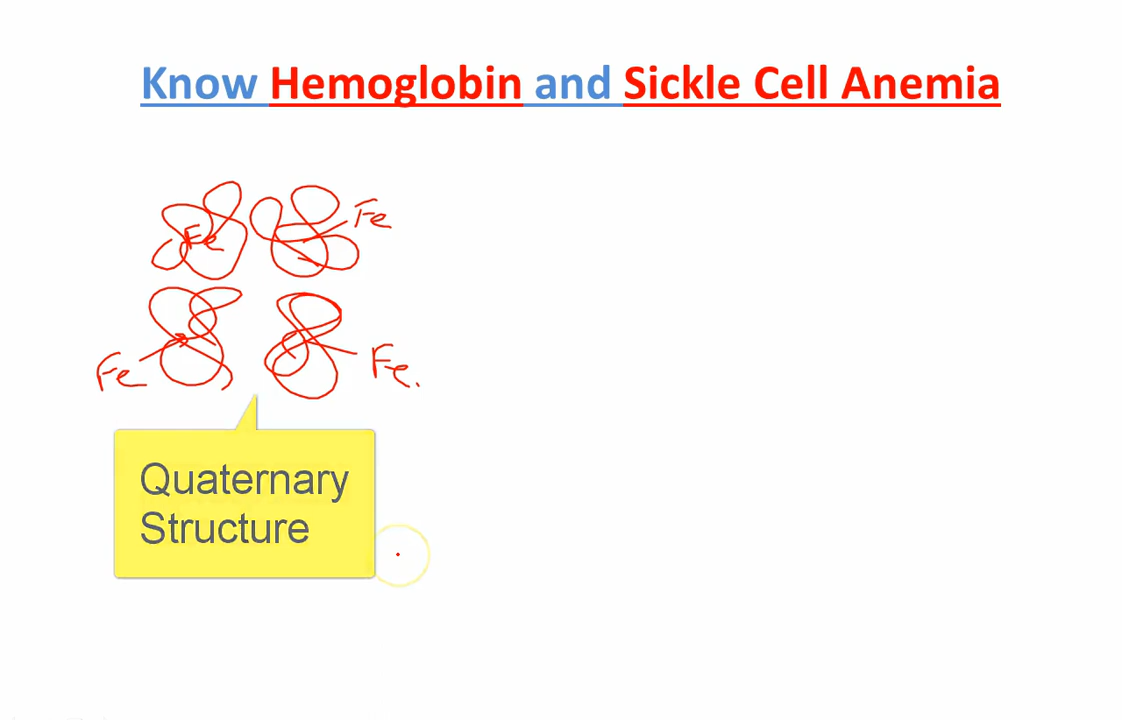 Know Hemoglobin and Sickle Cell Anemia
Fe
Fe
Fe
Fe.
Quaternary
Structure